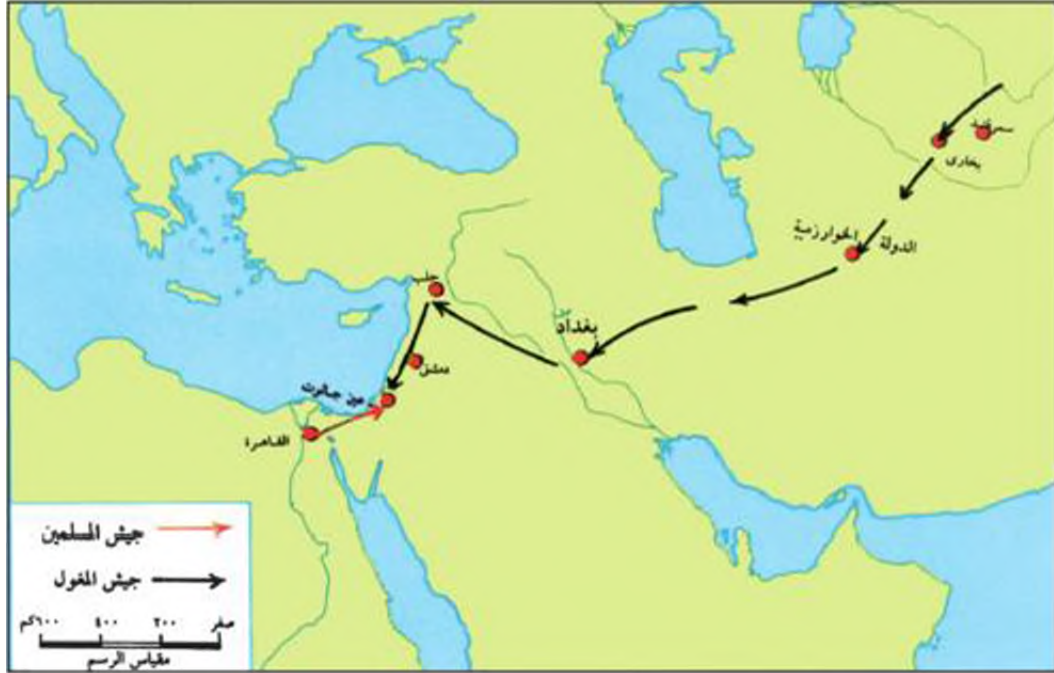 سمرقند
بخارى
الدولة الخوارزمية
حلب
بغداد
دمشق
عين جالوت
القاهرة
جيش المسلمين
جيش المغول
صفر ٢٠٠ ٤٠٠ ٦٠٠كم
مقياس الرسم